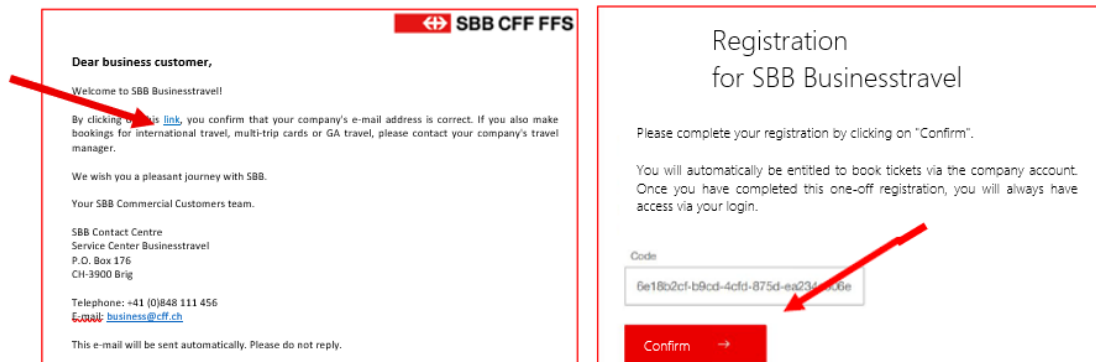 SBB CFF FFS
Dear business customer,
Welcome to SBB Businesstravel!
By clicking this link, you confirm that your company's e-mail address is correct. If you also make
bookings for international travel, multi-trip cards or GA travel, please contact your company's travel
manager.
We wish you a pleasant journey with SBB.
Your SBB Commercial Customers team.
SBB Contact Centre
Service Center Businesstravel
P.O. Box 176
CH-3900 Brig
Telephone: +41 (0)848 111 456
E-mail: business@cff.ch
This e-mail will be sent automatically. Please do not reply.
Registration
for SBB Businesstravel
Please complete your registration by clicking on "Confirm".
You will automatically be entitled to book tickets via the company account.
Once you have completed this one-off registration, you will always have
access via your login.
Code
Confirm →